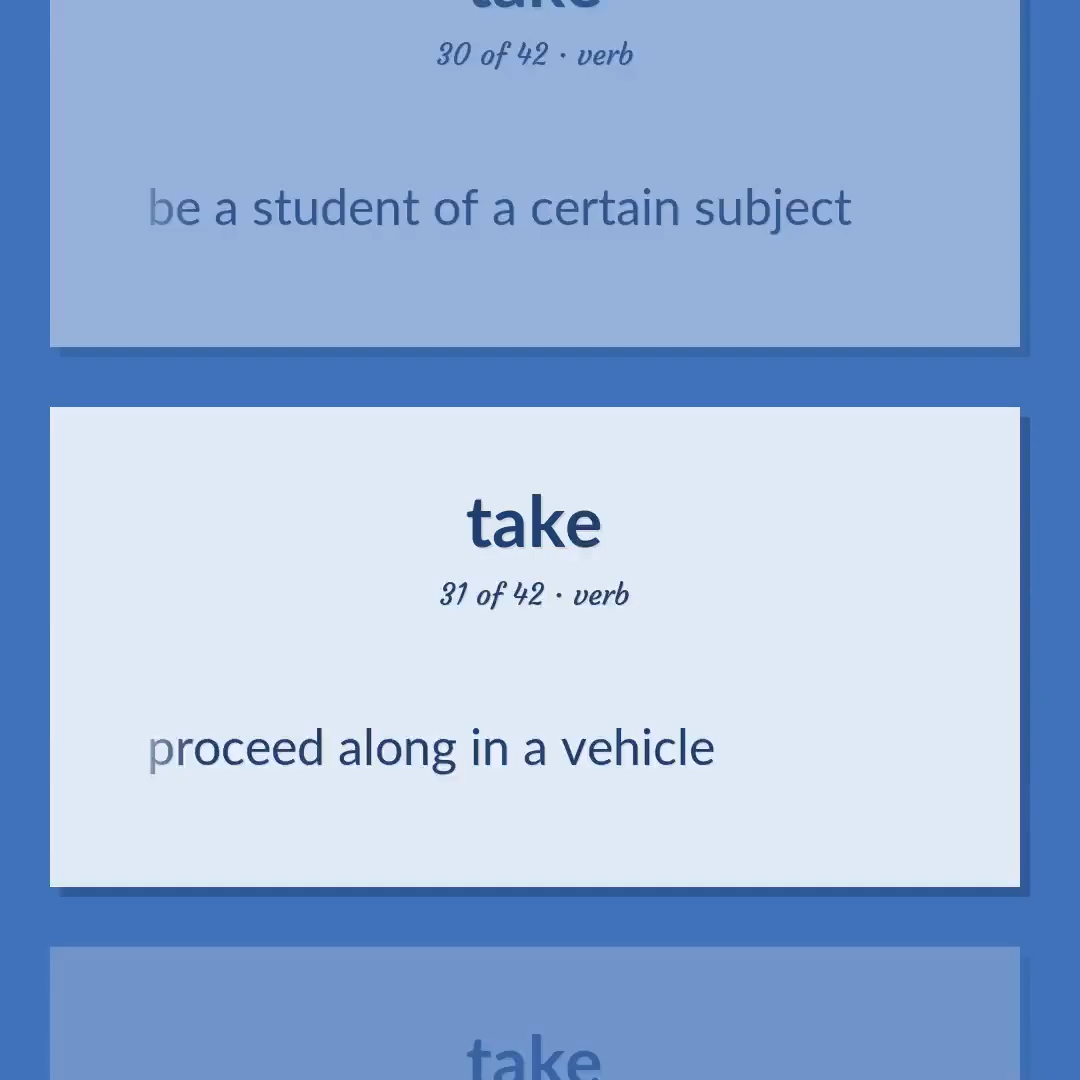 take
30 of 42 · verb
be a student of a certain subject
take
31 of 42 · verb
proceed along in a vehicle
take